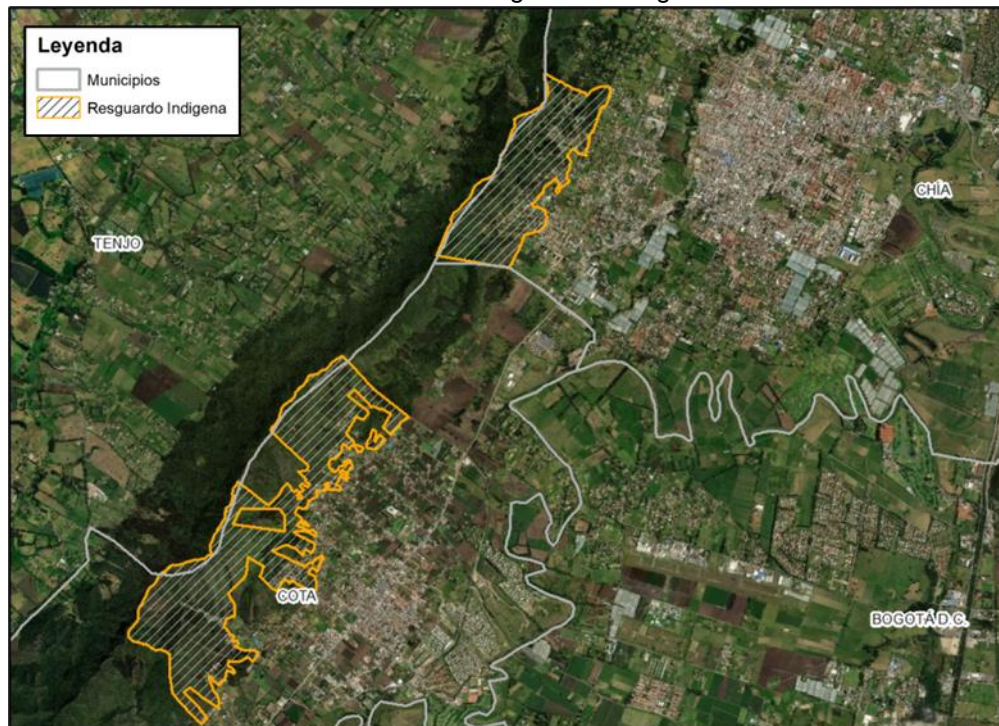 Leyenda
Municipios
Resguardo Indigena
CHÍA
TENJO
COTA
BOGOTÁ D.C.